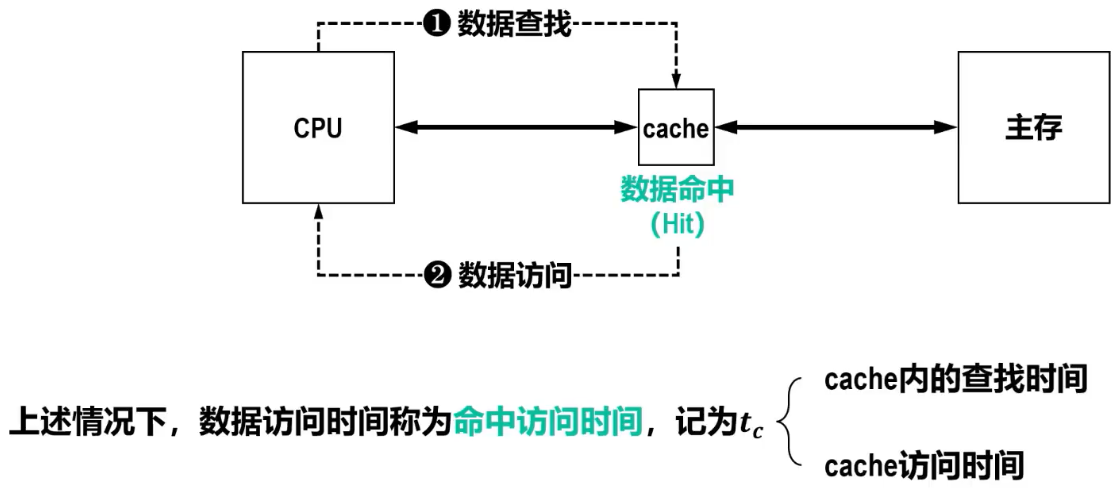 ❶ 数据查找
CPU
cache
主存
数据命中
(Hit)
❷ 数据访问
cache内的查找时间
上述情况下，数据访问时间称为命中访问时间，记为t_c
cache访问时间